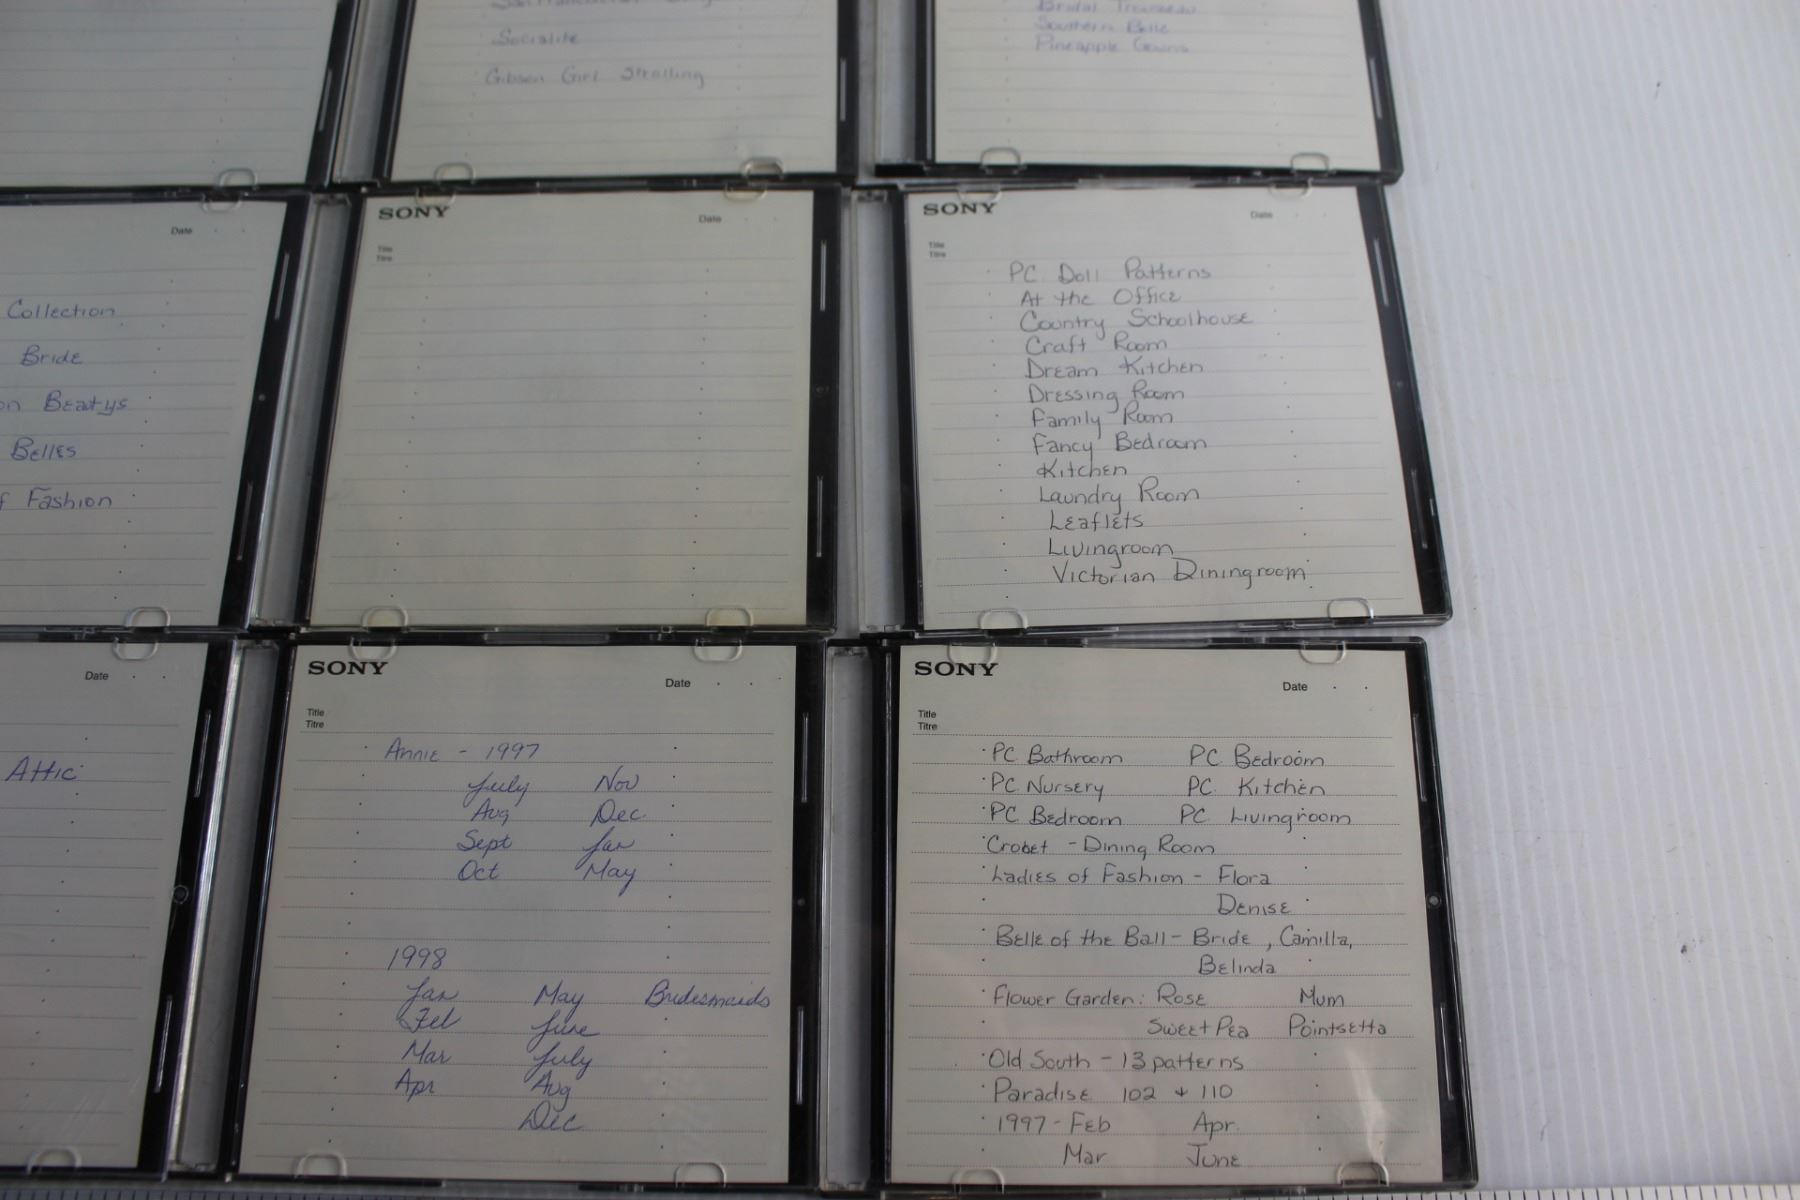 Socialite
Gibson Girl Strolling
Bridal Trousseau
Southern Belle
Pineapple Gowns
Date
Collection
Bride
Beatys
Belles
Fashion
SONY
Date
Title
Titre
SONY
Date
Title
Titre
PC Doll Patterns
At the Office
Country Schoolhouse
Craft Room
Dream Kitchen
Dressing Room
Family Room
Fancy Bedroom
Kitchen
Laundry Room
Leaflets
Livingroom
Victorian Diningroom
Date
Attic
SONY
Date
Title
Titre
Annie - 1997
July Nov
Aug Dec
Sept Jan
Oct May
1998
Jan May Bridesmaids
Feb June
Mar July
Apr Aug
Dec
SONY
Date
Title
Titre
PC Bathroom PC Bedroom
PC Nursery PC Kitchen
PC Bedroom PC Livingroom
Crobet - Dining Room
Ladies of Fashion - Flora
Denise
Belle of the Ball - Bride, Camilla,
Belinda
Flower Garden: Rose Mum
Sweet Pea Pointsetta
Old South - 13 patterns
Paradise 102 + 110
1997 - Feb Apr.
Mar June